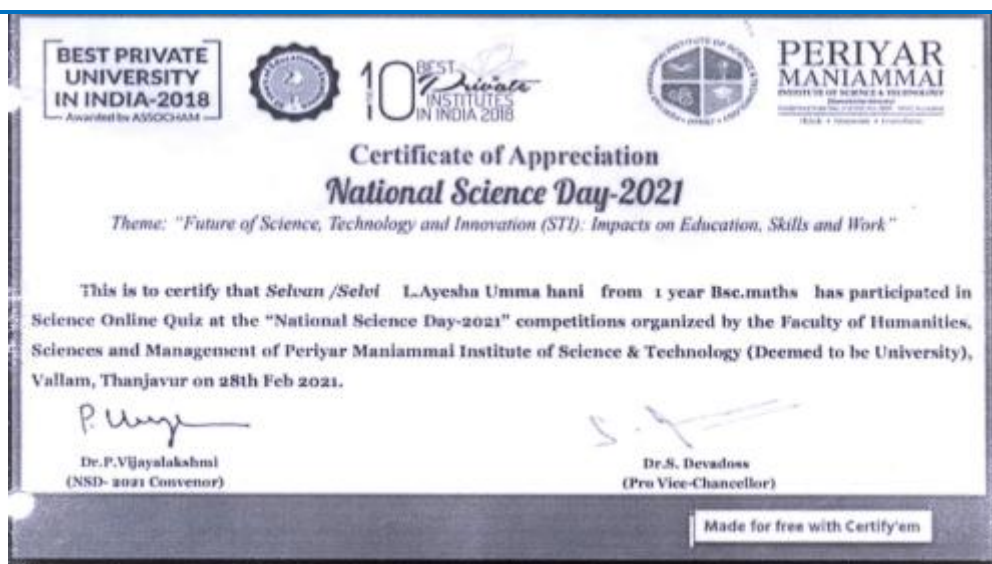 BEST PRIVATE
UNIVERSITY
IN INDIA-2018
Awarded by ASSOCHAM
10
BEST
Private
INSTITUTES
IN INDIA 2018
PERIYAR
MANIAMMAI
INSTITUTE OF SCIENCE & TECHNOLOGY
Certificate of Appreciation
National Science Day-2021
Theme: "Future of Science, Technology and Innovation (STI): Impacts on Education, Skills and Work"
This is to certify that Selvan /Selvi L.Ayesha Umma hani from 1 year Bsc.maths has participated in
Science Online Quiz at the "National Science Day-2021" competitions organized by the Faculty of Humanities,
Sciences and Management of Periyar Maniammai Institute of Science & Technology (Deemed to be University),
Vallam, Thanjavur on 28th Feb 2021.
Dr.P.Vijayalakshmi
(NSD- 2021 Convenor)
Dr.S. Devadoss
(Pro Vice-Chancellor)
Made for free with Certify'em